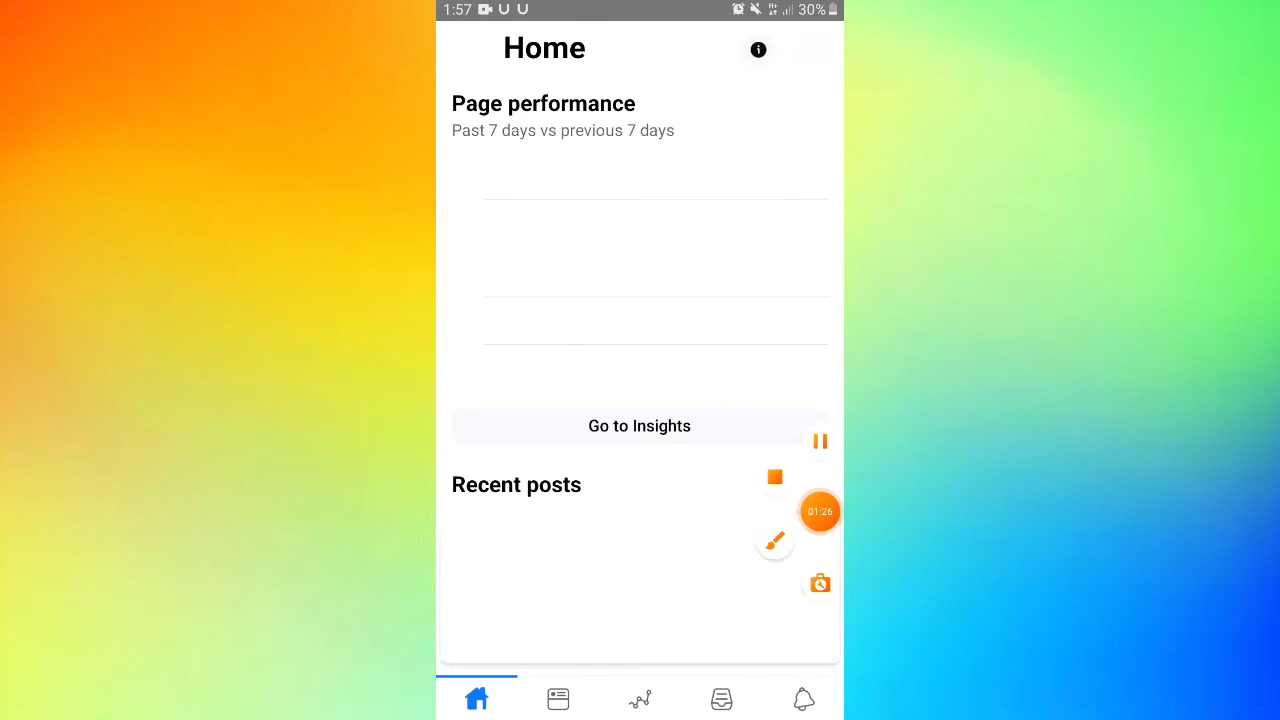 1:57
30%
Home
Page performance
Past 7 days vs previous 7 days
Go to Insights
Recent posts
01:26